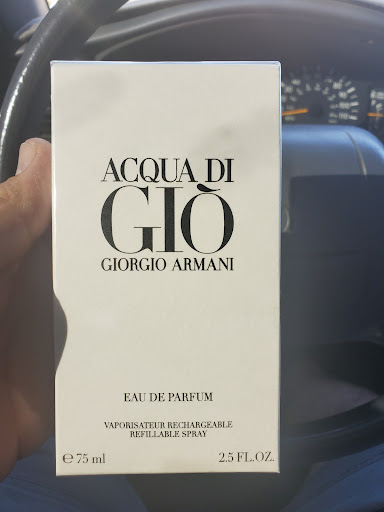 ACQUA DI
GIÒ
GIORGIO ARMANI
EAU DE PARFUM
VAPORISATEUR RECHARGEABLE
REFILLABLE SPRAY
℮ 75 ml 2.5 FL.OZ.